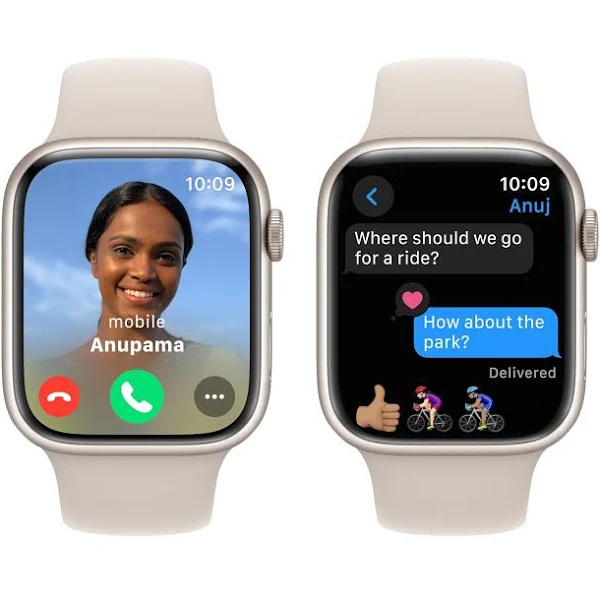 10:09
mobile
Anupama
10:09
Anuj
Where should we go
for a ride?
How about the
park?
Delivered